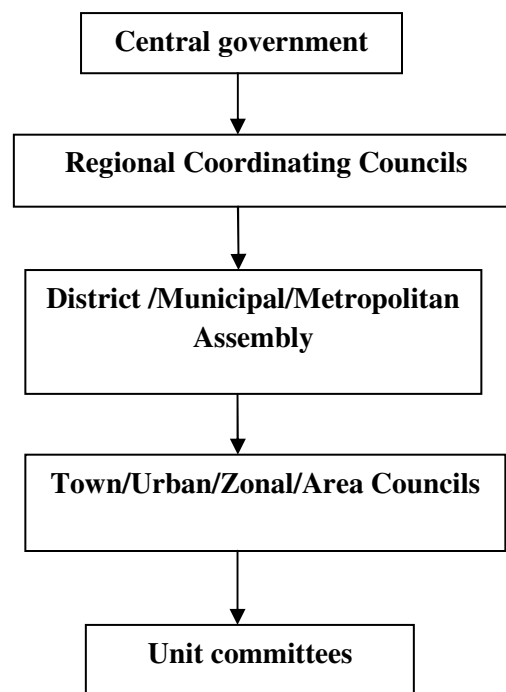 Central government
Regional Coordinating Councils
District /Municipal/Metropolitan
Assembly
Town/Urban/Zonal/Area Councils
Unit committees